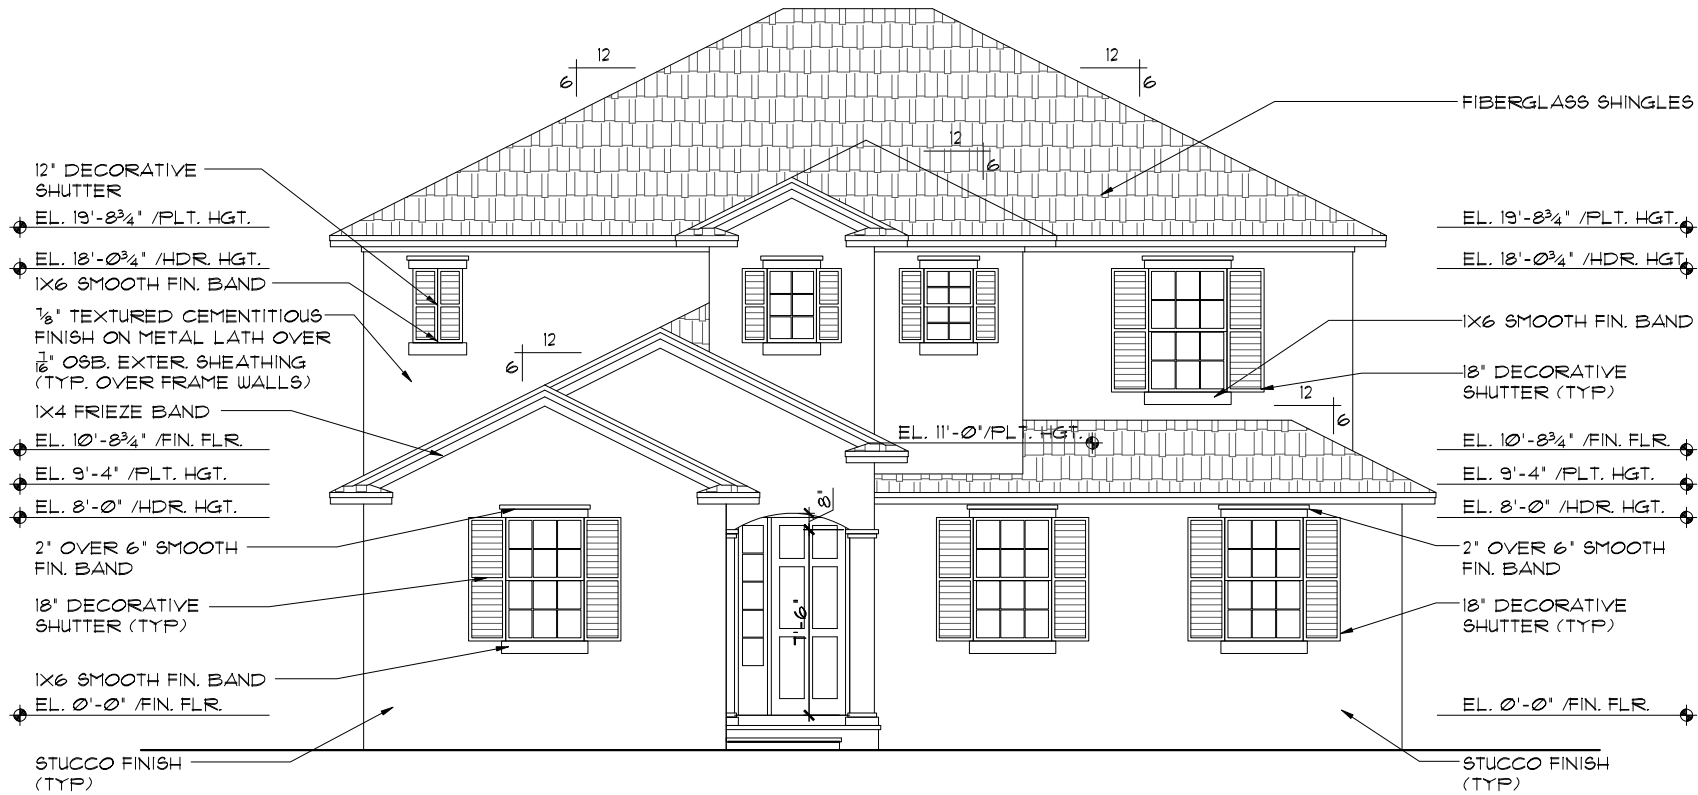 12
6
12
6
12
6
FIBERGLASS SHINGLES
12" DECORATIVE
SHUTTER
EL. 19'-8¾" /PLT. HGT.
EL. 18'-0¾" /HDR. HGT.
1X6 SMOOTH FIN. BAND
⅞" TEXTURED CEMENTITIOUS
FINISH ON METAL LATH OVER
7/16" OSB. EXTER. SHEATHING
(TYP. OVER FRAME WALLS)
1X4 FRIEZE BAND
EL. 10'-8¾" /FIN. FLR.
EL. 9'-4" /PLT. HGT.
EL. 8'-0" /HDR. HGT.
2" OVER 6" SMOOTH
FIN. BAND
18" DECORATIVE
SHUTTER (TYP)
1X6 SMOOTH FIN. BAND
EL. 0'-0" /FIN. FLR.
STUCCO FINISH
(TYP)
12
6
EL. 11'-0"/PLT. HGT.
8"
7'-6"
12
6
EL. 19'-8¾" /PLT. HGT.
EL. 18'-0¾" /HDR. HGT.
1X6 SMOOTH FIN. BAND
18" DECORATIVE
SHUTTER (TYP)
EL. 10'-8¾" /FIN. FLR.
EL. 9'-4" /PLT. HGT.
EL. 8'-0" /HDR. HGT.
2" OVER 6" SMOOTH
FIN. BAND
18" DECORATIVE
SHUTTER (TYP)
EL. 0'-0" /FIN. FLR.
STUCCO FINISH
(TYP)